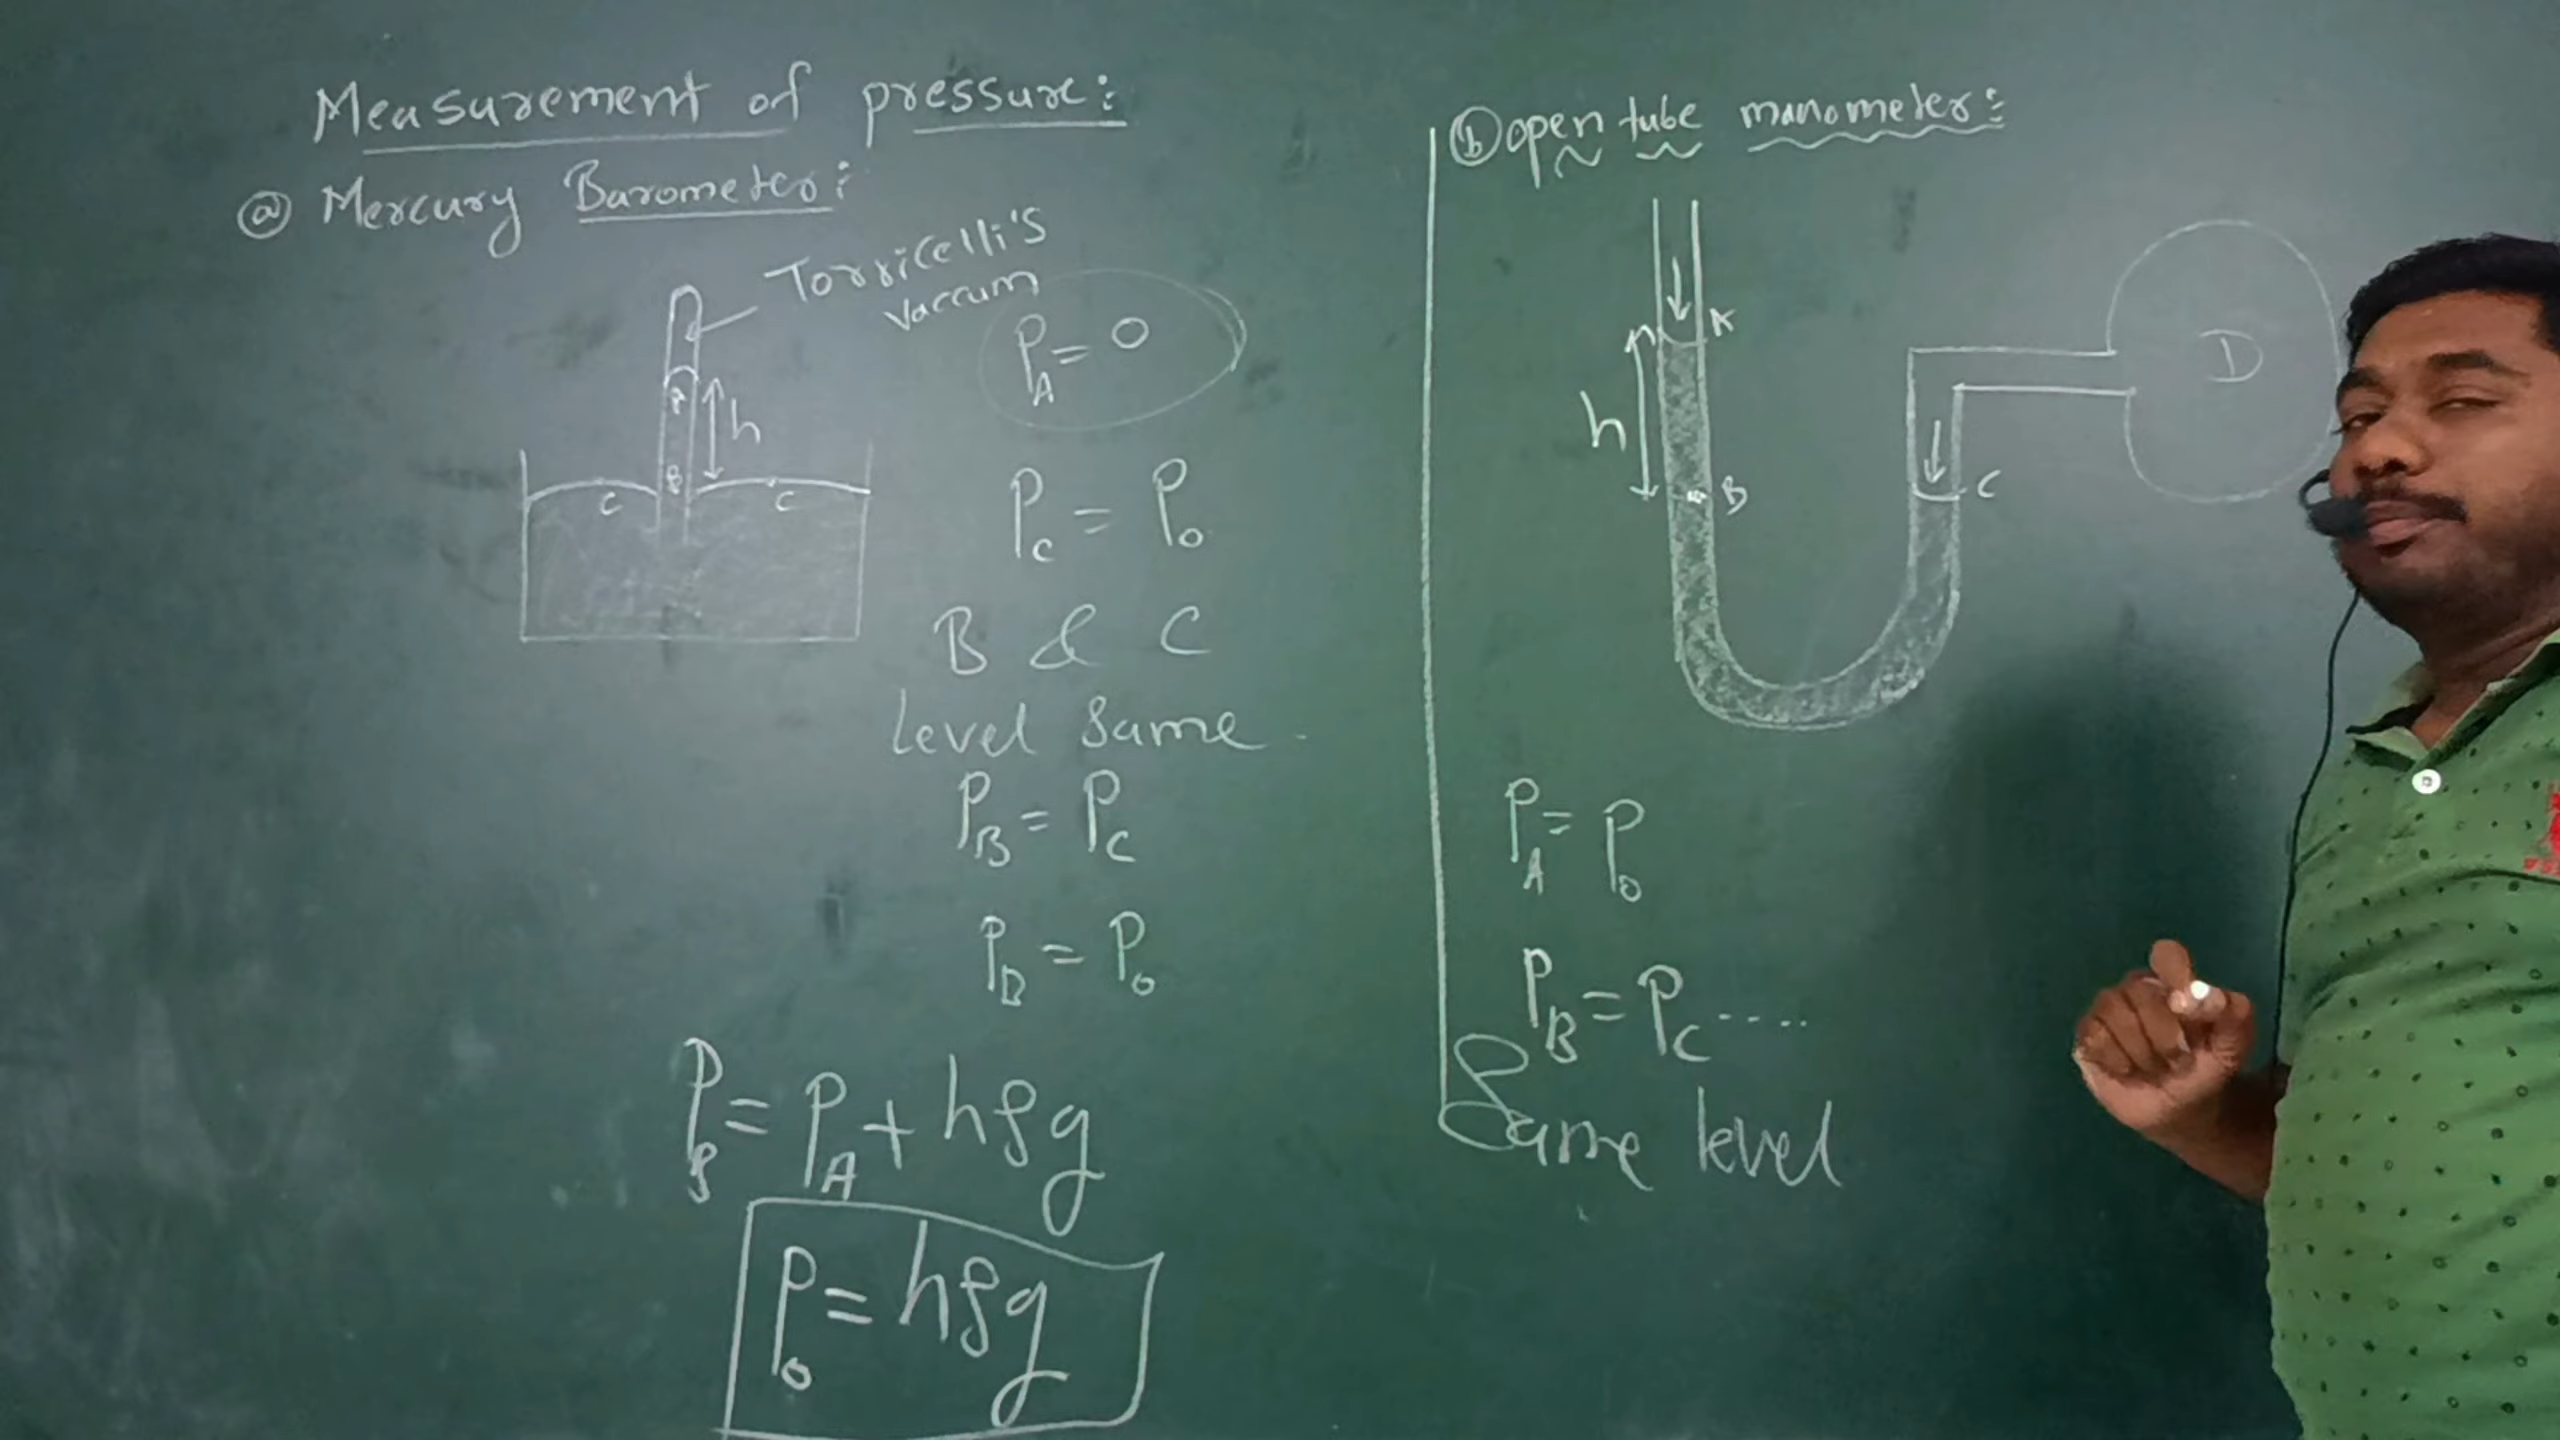 Measurement of pressure:
ⓐ Mercury Barometer:
Torricelli's
vaccum
A
h
B
C
C
P_A = 0
P_C = P_0
B & C
Level Same
P_B = P_C
P_B = P_0
P_B = P_A + hρg
P_0 = hρg
ⓑ open tube manometer:
A
h
B
C
D
P_A = P_0
P_B = P_C ....
Same level